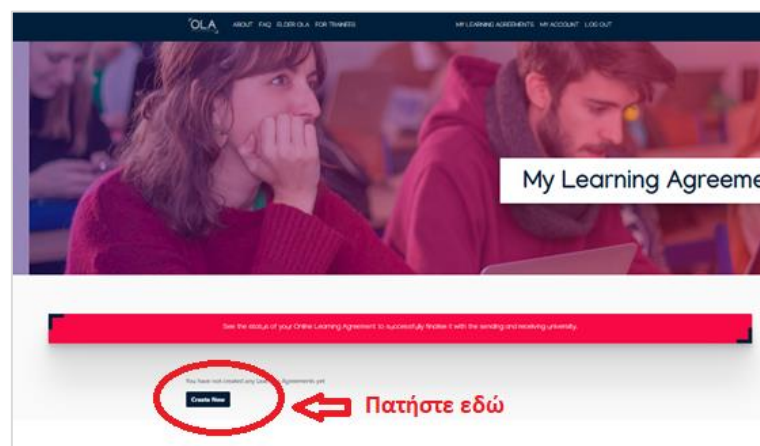 OLA ABOUT FAQ ELDER OLA FOR TRAINEES MY LEARNING AGREEMENTS MY ACCOUNT LOG OUT
My Learning Agreeme
See the status of your Online Learning Agreement to successfully finalise it with the sending and receiving university.
You have not created any Learning Agreements yet
Create New
Πατήστε εδώ